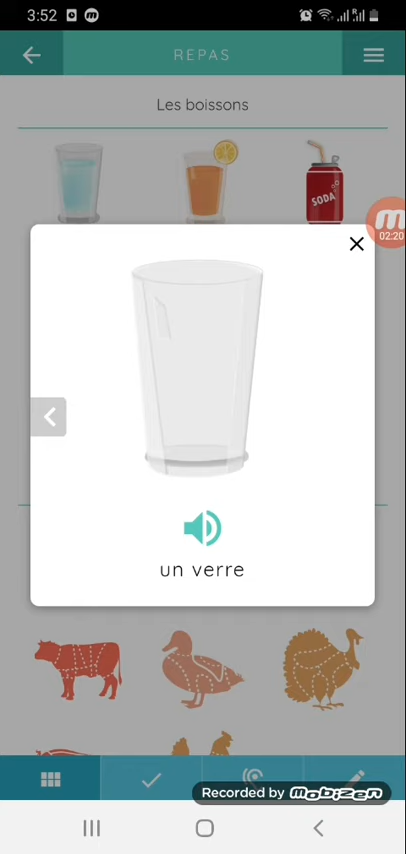 3:52
REPAS
Les boissons
SODA
02:20
un verre
Recorded by mobizen